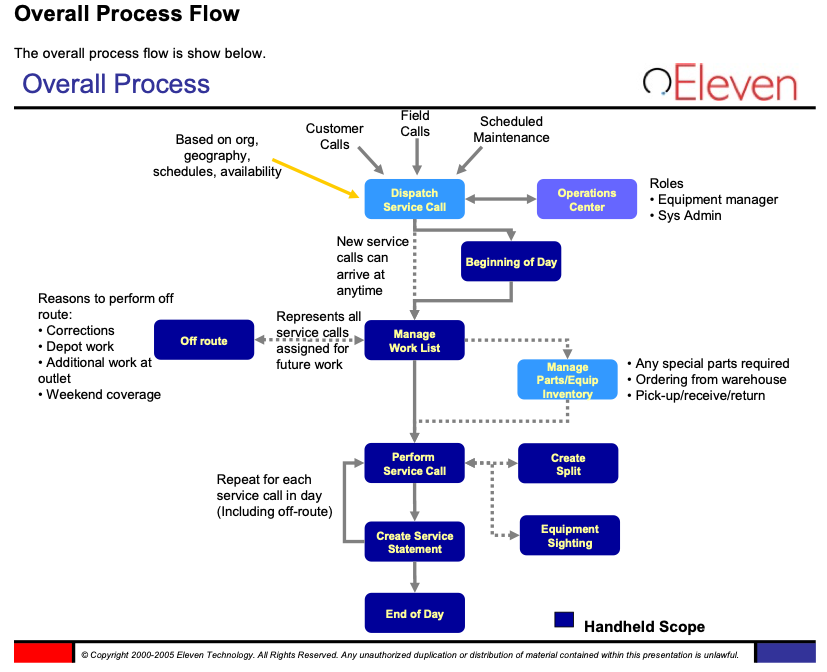 Overall Process Flow
The overall process flow is show below.
Overall Process
Eleven
Customer
Calls
Field
Calls
Scheduled
Maintenance
Based on org,
geography,
schedules, availability
Dispatch
Service Call
Operations
Center
Roles
• Equipment manager
• Sys Admin
New service
calls can
arrive at
anytime
Beginning of Day
Reasons to perform off
route:
• Corrections
• Depot work
• Additional work at
outlet
• Weekend coverage
Off route
Represents all
service calls
assigned for
future work
Manage
Work List
Manage
Parts/Equip
Inventory
• Any special parts required
• Ordering from warehouse
• Pick-up/receive/return
Perform
Service Call
Create
Split
Repeat for each
service call in day
(Including off-route)
Create Service
Statement
Equipment
Sighting
End of Day
Handheld Scope
© Copyright 2000-2005 Eleven Technology. All Rights Reserved. Any unauthorized duplication or distribution of material contained within this presentation is unlawful.